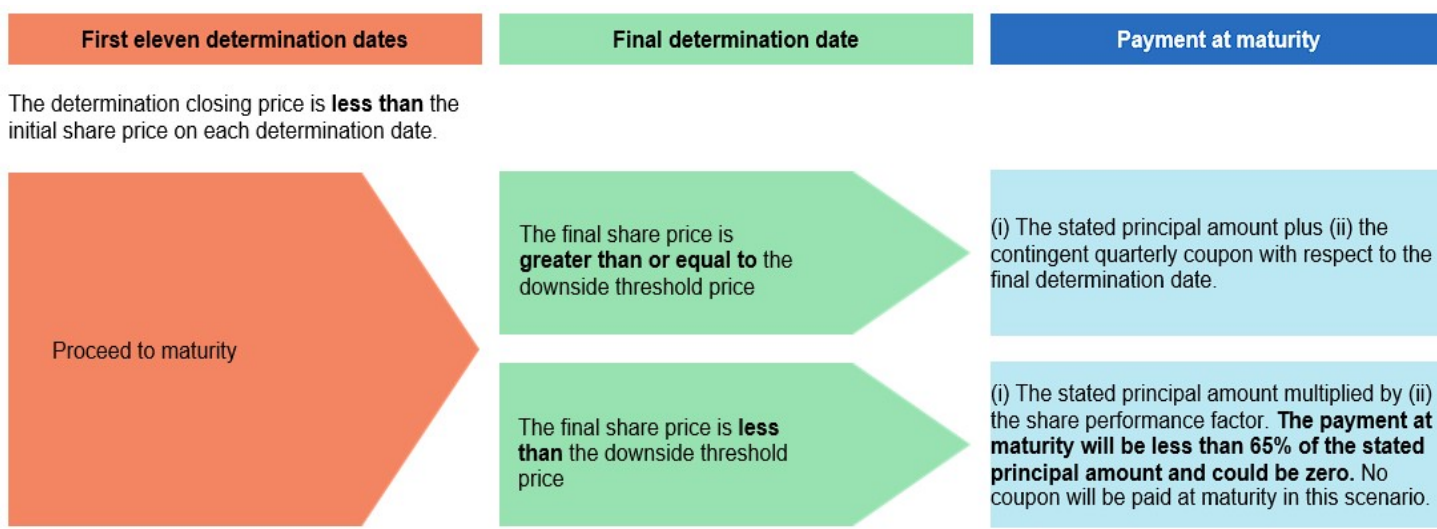 First eleven determination dates
Final determination date
Payment at maturity
The determination closing price is less than the
initial share price on each determination date.
Proceed to maturity
The final share price is
greater than or equal to the
downside threshold price
(i) The stated principal amount plus (ii) the
contingent quarterly coupon with respect to the
final determination date.
The final share price is less
than the downside threshold
price
(i) The stated principal amount multiplied by (ii)
the share performance factor. The payment at
maturity will be less than 65% of the stated
principal amount and could be zero. No
coupon will be paid at maturity in this scenario.